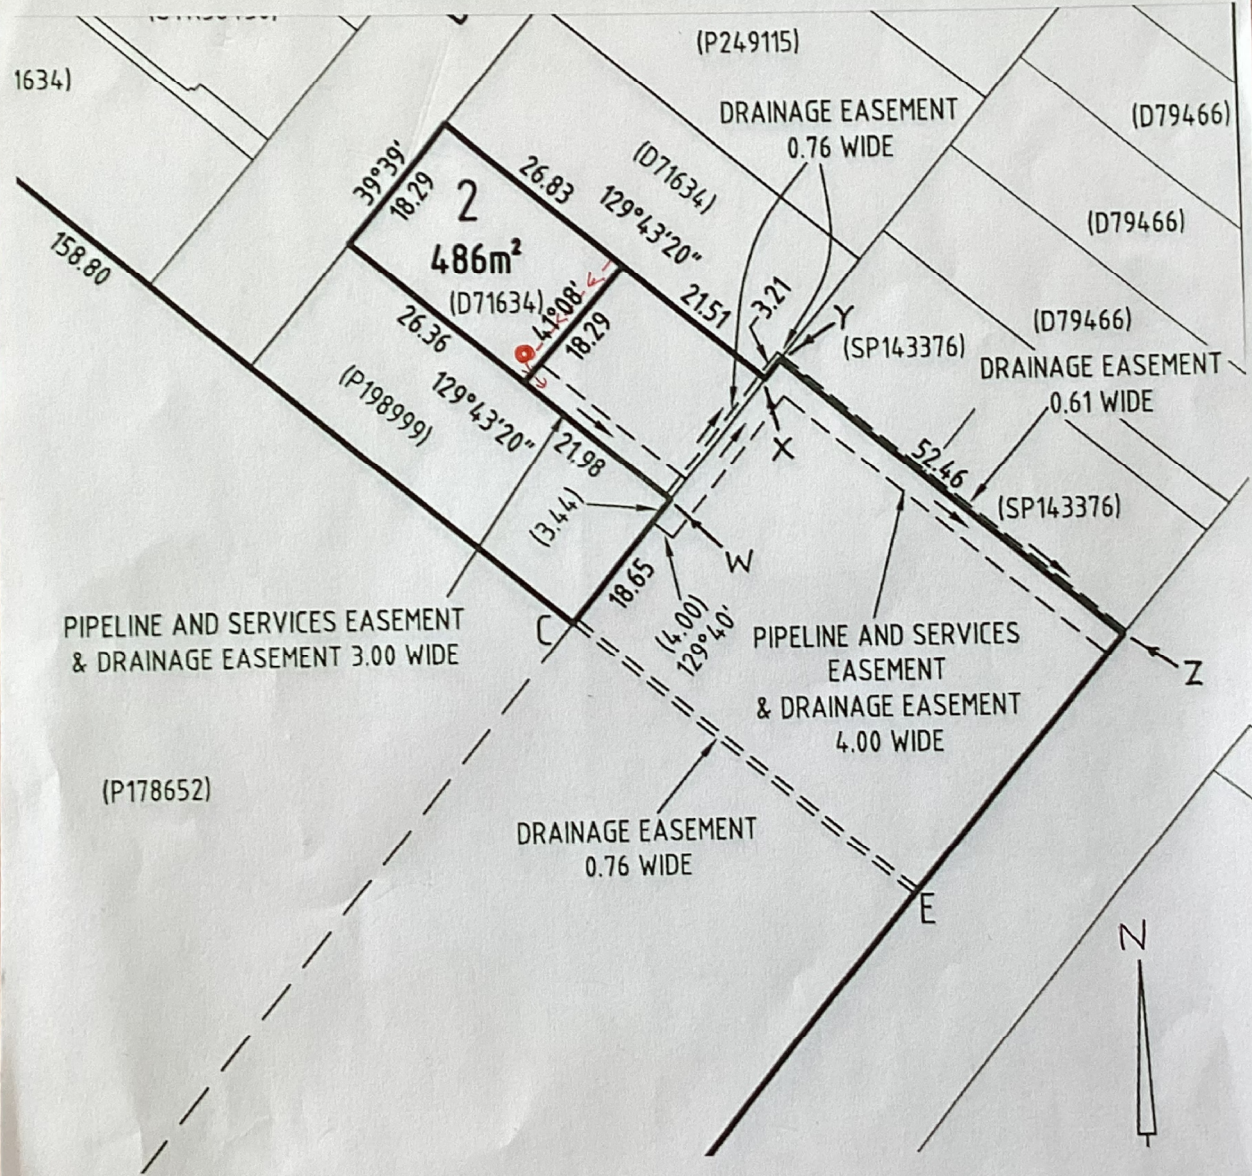 1634)
(P249115)
DRAINAGE EASEMENT
0.76 WIDE
(D79466)
(D71634)
39°39'
18.29
2
26.83
129°43'20"
486m²
(D71634)
41°08'
18.29
158.80
26.36
(P198999)
129°43'20"
21.98
21.51
3.21
Y
(SP143376)
(D79466)
(D79466)
DRAINAGE EASEMENT
0.61 WIDE
X
52.46
(SP143376)
(3.44)
W
18.65
(4.00)
129°40'
C
PIPELINE AND SERVICES EASEMENT
& DRAINAGE EASEMENT 3.00 WIDE
PIPELINE AND SERVICES
EASEMENT
& DRAINAGE EASEMENT
4.00 WIDE
Z
(P178652)
DRAINAGE EASEMENT
0.76 WIDE
E
N